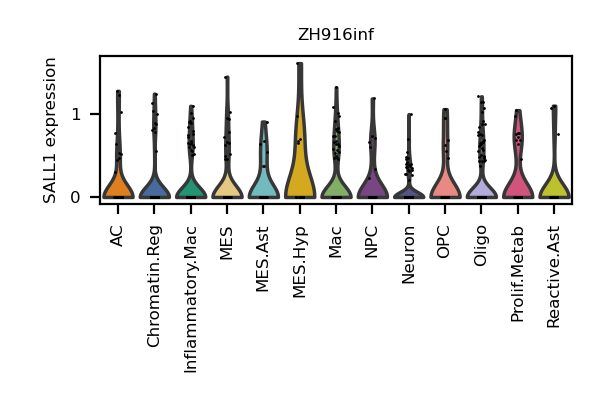 ZH916inf
SALL1 expression
1
0
AC
Chromatin.Reg
Inflammatory.Mac
MES
MES.Ast
MES.Hyp
Mac
NPC
Neuron
OPC
Oligo
Prolif.Metab
Reactive.Ast